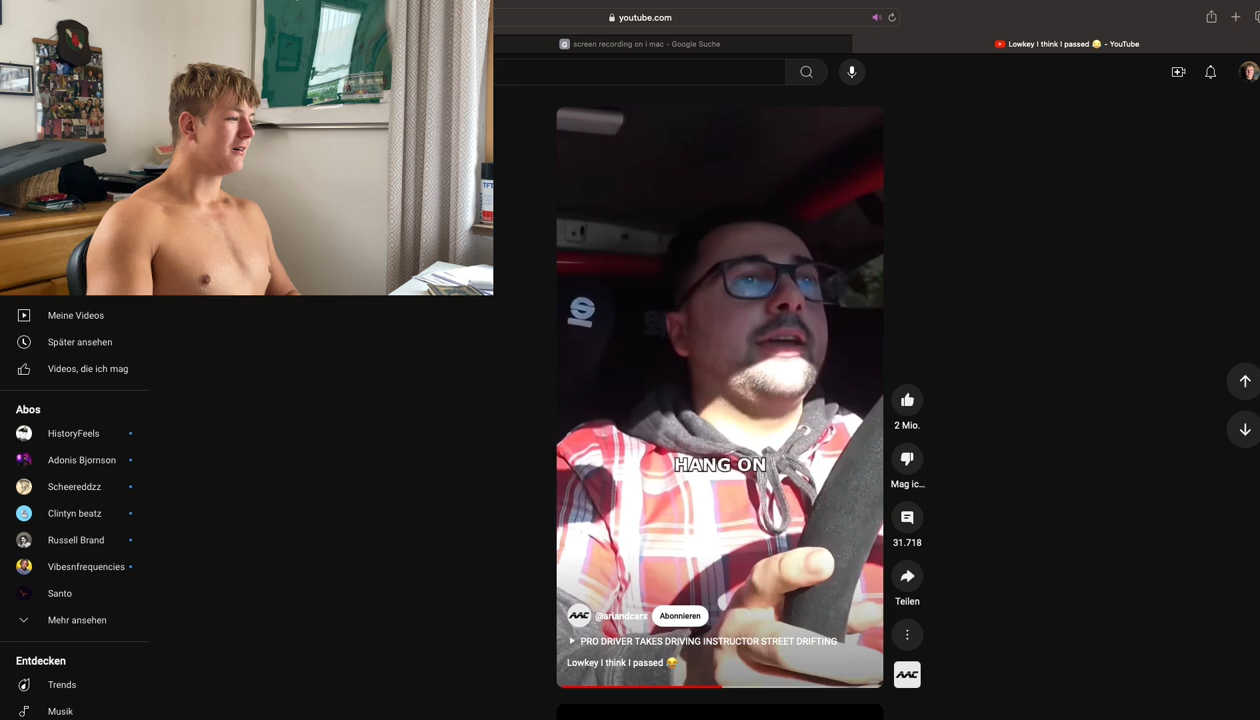 youtube.com
G screen recording on i mac - Google Suche
Lowkey I think I passed 😂 - YouTube
TFT
Meine Videos
Später ansehen
Videos, die ich mag
Abos
HistoryFeels
Adonis Bjornson
Scheereddzz
Clintyn beatz
Russell Brand
Vibesnfrequencies
Santo
Mehr ansehen
Entdecken
Trends
Musik
HANG ON
AAC @ariandcars Abonnieren
PRO DRIVER TAKES DRIVING INSTRUCTOR STREET DRIFTING
Lowkey I think I passed 😂
2 Mio.
Mag ic...
31.718
Teilen
AAC